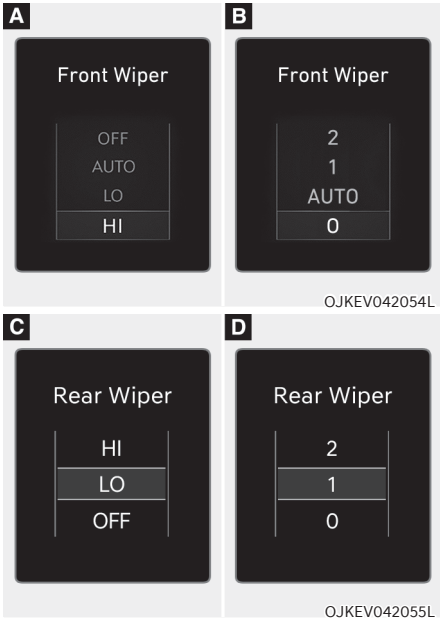 A
Front Wiper
OFF
AUTO
LO
HI
B
Front Wiper
2
1
AUTO
0
OJKEV042054L
C
Rear Wiper
HI
LO
OFF
D
Rear Wiper
2
1
0
OJKEV042055L